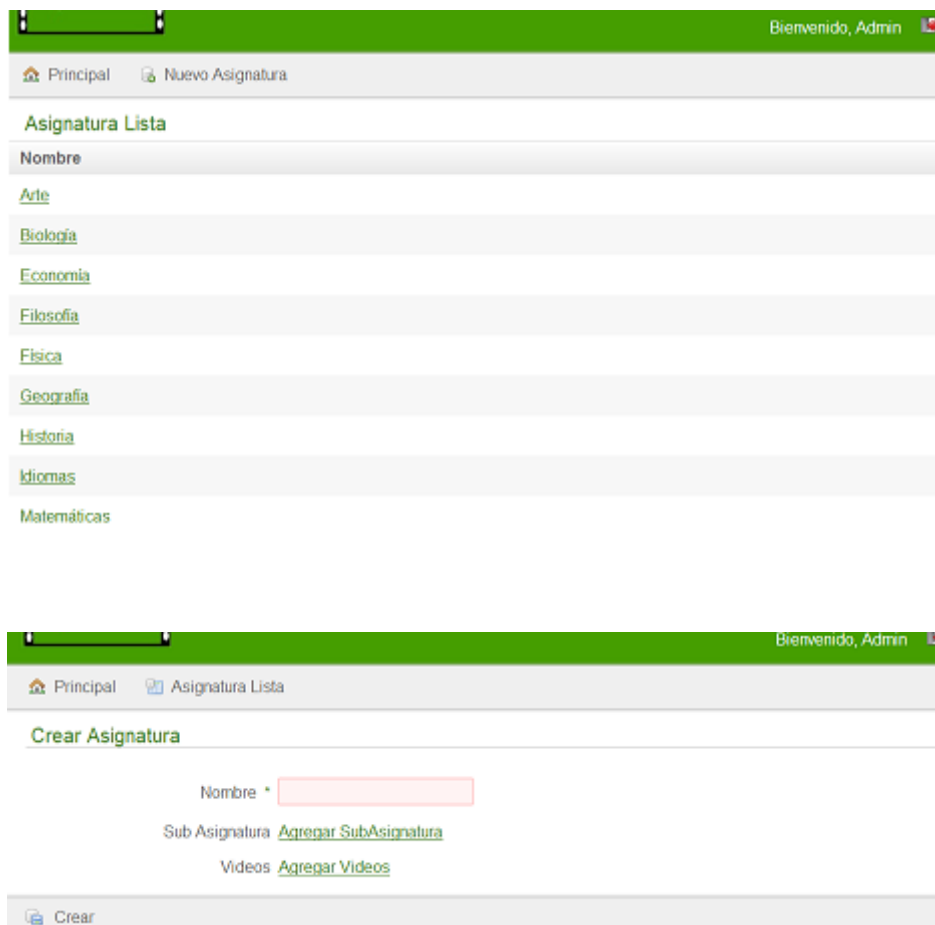 Bienvenido, Admin
Principal Nuevo Asignatura
Asignatura Lista
Nombre
Arte
Biología
Economía
Filosofía
Física
Geografía
Historia
Idiomas
Matemáticas
Bienvenido, Admin
Principal Asignatura Lista
Crear Asignatura
Nombre *
Sub Asignatura Agregar SubAsignatura
Videos Agregar Videos
Crear